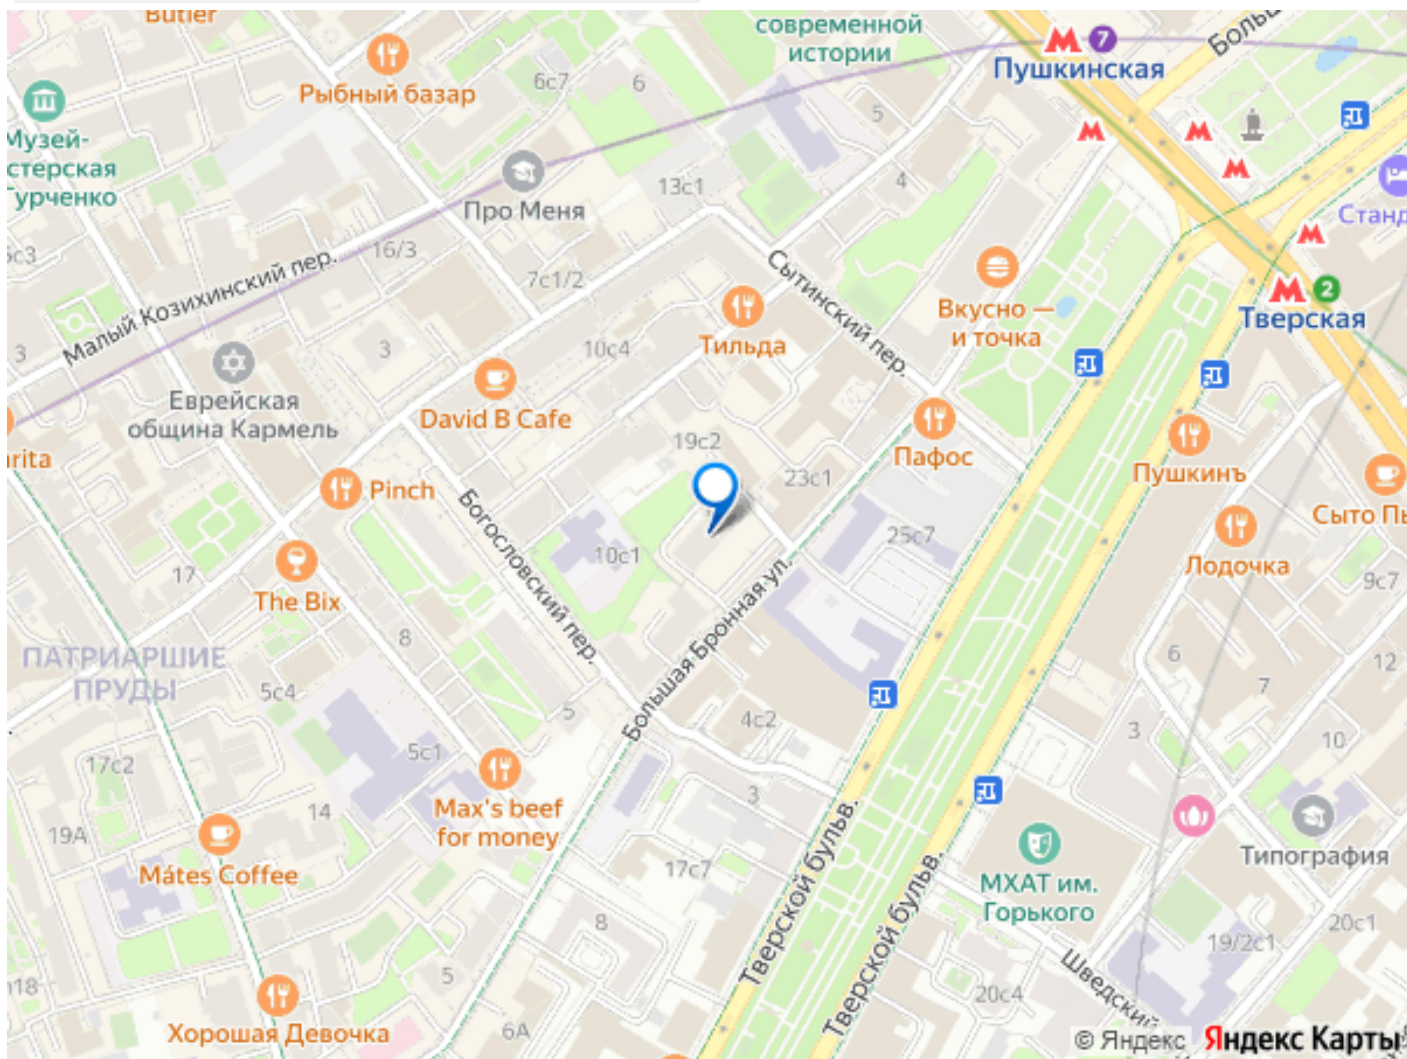 Butler
современной
истории
7
Пушкинская
Рыбный базар
6с7
6
5
Музей-
стерская
Гурченко
Про Меня
13с1
4
Станд
16/3
7с1/2
Малый Козихинский пер.
Сытинский пер.
Вкусно —
и точка
2
Тверская
3
3
10с4
Тильда
Еврейская
община Кармель
David B Cafe
rita
19с2
Пафос
Пушкинъ
Pinch
23с1
Сыто
Богословский пер.
10с1
25с7
Лодочка
9с7
17
The Bix
Большая Бронная ул.
8
ПАТРИАРШИЕ
ПРУДЫ
5с4
5
4с2
6
7
12
3
10
17с2
5с1
14
19А
Max's beef
for money
3
Mátes Coffee
17с7
Тверской бульв.
Тверской бульв.
МХАТ им.
Горького
Типография
8
19/2с1
20с1
5
20с4
Шведский
Хорошая Девочка
6А
© Яндекс Яндекс Карты